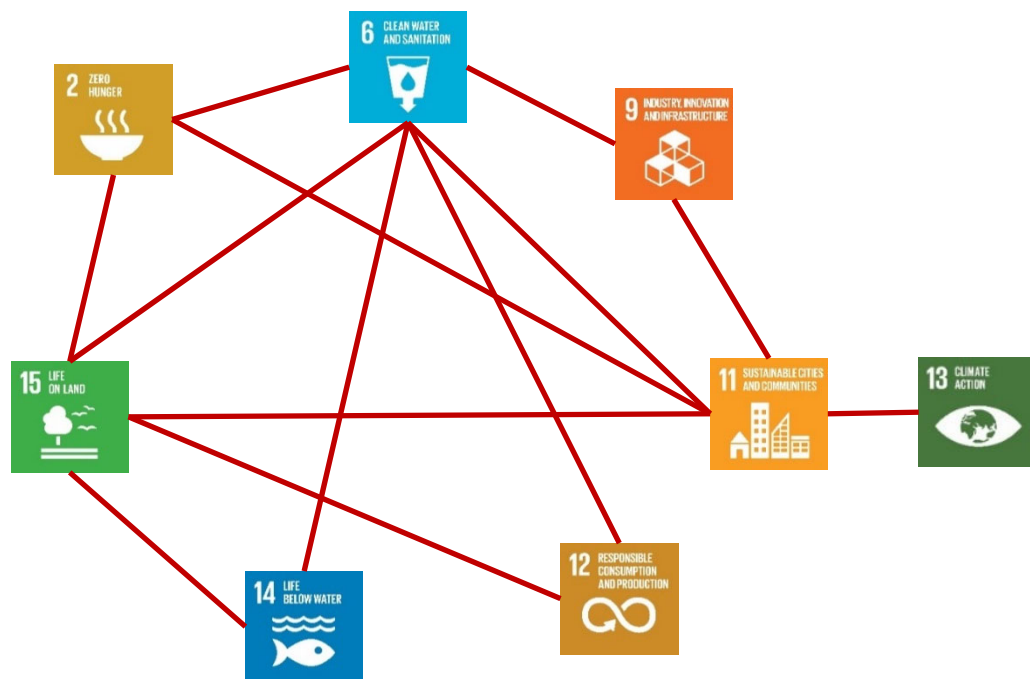 6 CLEAN WATER
AND SANITATION
2 ZERO
HUNGER
9 INDUSTRY, INNOVATION
AND INFRASTRUCTURE
15 LIFE
ON LAND
11 SUSTAINABLE CITIES
AND COMMUNITIES
13 CLIMATE
ACTION
14 LIFE
BELOW WATER
12 RESPONSIBLE
CONSUMPTION
AND PRODUCTION